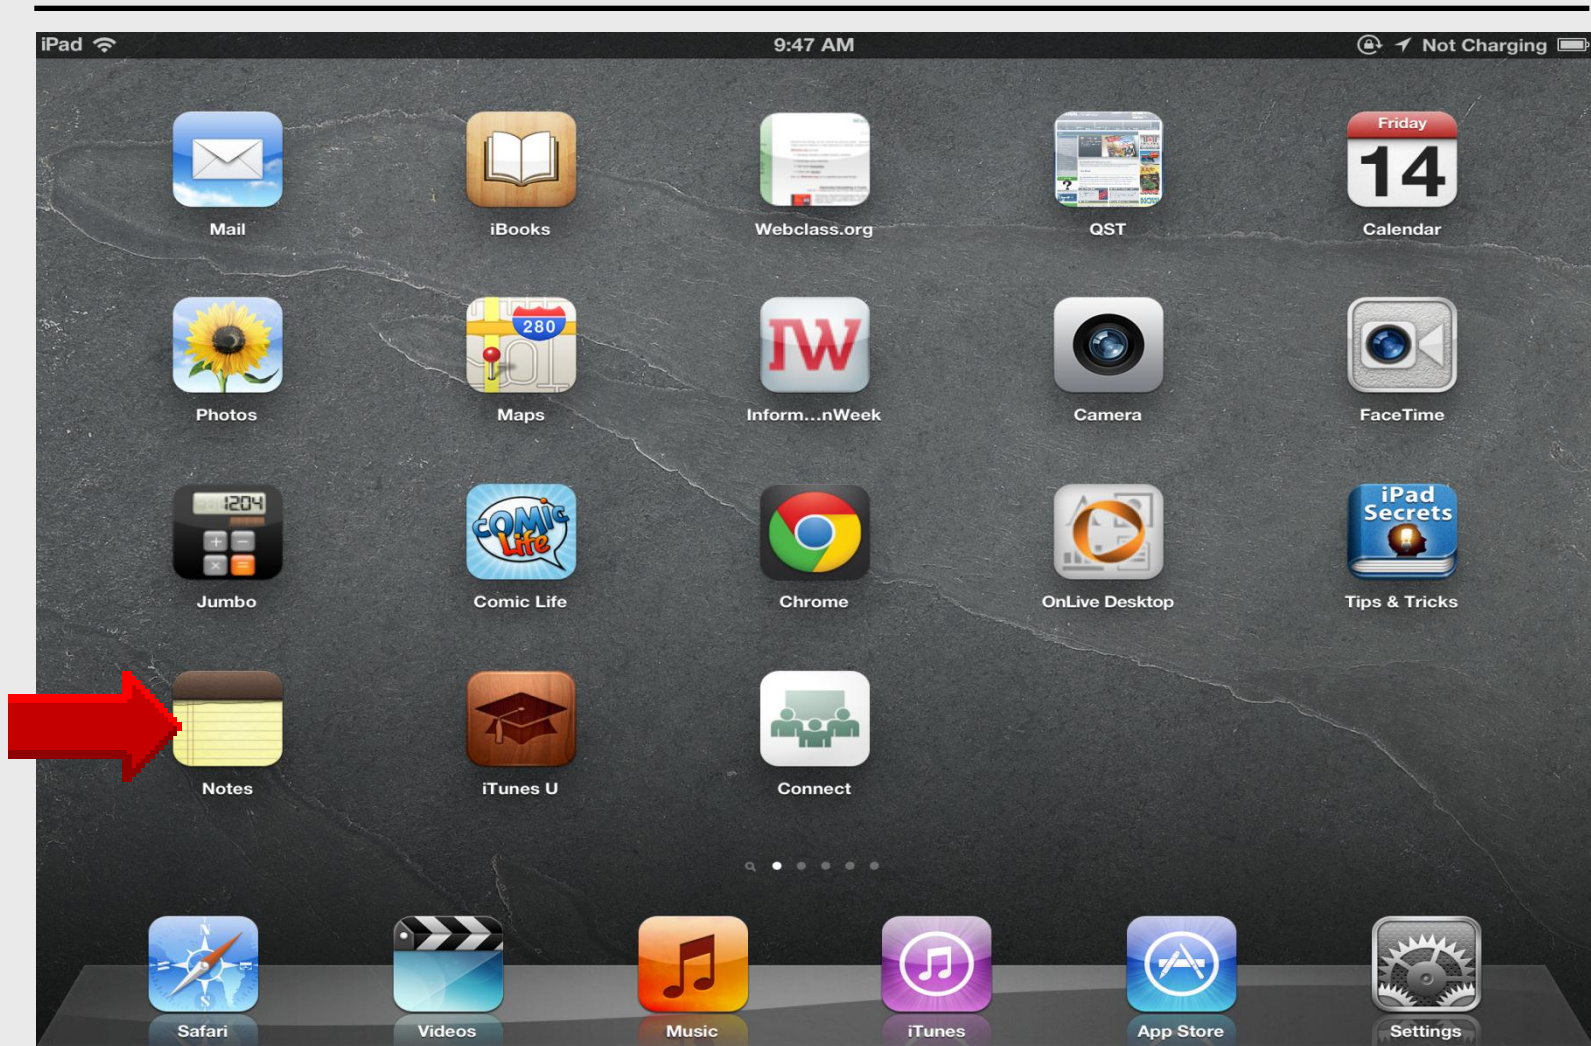 iPad 9:47 AM Not Charging
Friday
14
Mail iBooks Webclass.org QST Calendar
280
IW
Photos Maps Inform...nWeek Camera FaceTime
1204
COMIC
Life
iPad
Secrets
Jumbo Comic Life Chrome OnLive Desktop Tips & Tricks
Notes iTunes U Connect
N
S
Safari Videos Music iTunes App Store Settings